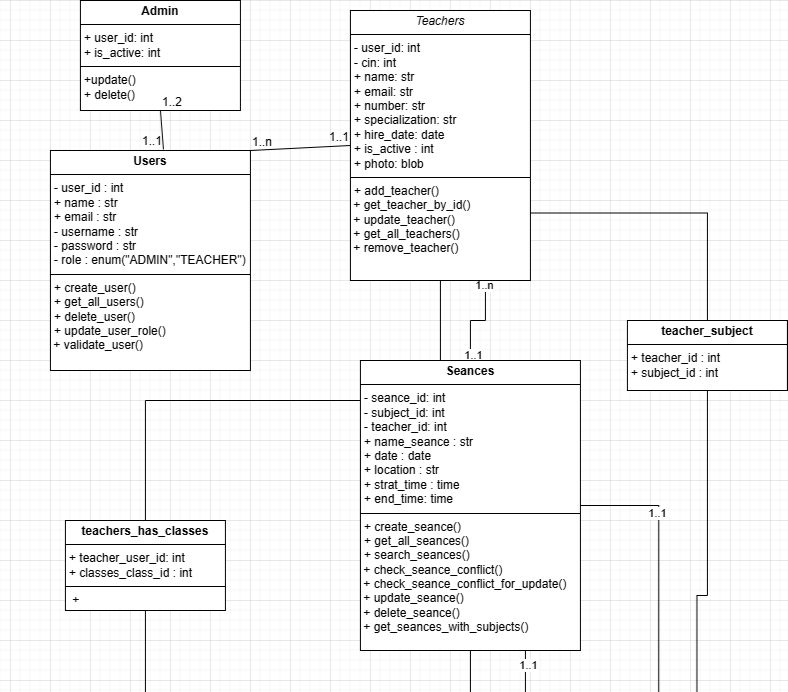 Admin
+ user_id: int
+ is_active: int
+update()
+ delete()
1..2
1..1
Teachers
- user_id: int
- cin: int
+ name: str
+ email: str
+ number: str
+ specialization: str
+ hire_date: date
+ is_active : int
+ photo: blob
+ add_teacher()
+ get_teacher_by_id()
+ update_teacher()
+ get_all_teachers()
+ remove_teacher()
1..n
1..1
Users
- user_id : int
+ name : str
+ email : str
- username : str
- password : str
- role : enum("ADMIN","TEACHER")
+ create_user()
+ get_all_users()
+ delete_user()
+ update_user_role()
+ validate_user()
1..n
1..1
teacher_subject
+ teacher_id : int
+ subject_id : int
Seances
- seance_id: int
- subject_id: int
- teacher_id: int
+ name_seance : str
+ date : date
+ location : str
+ strat_time : time
+ end_time: time
+ create_seance()
+ get_all_seances()
+ search_seances()
+ check_seance_conflict()
+ check_seance_conflict_for_update()
+ update_seance()
+ delete_seance()
+ get_seances_with_subjects()
1..1
1..1
teachers_has_classes
+ teacher_user_id: int
+ classes_class_id : int
+